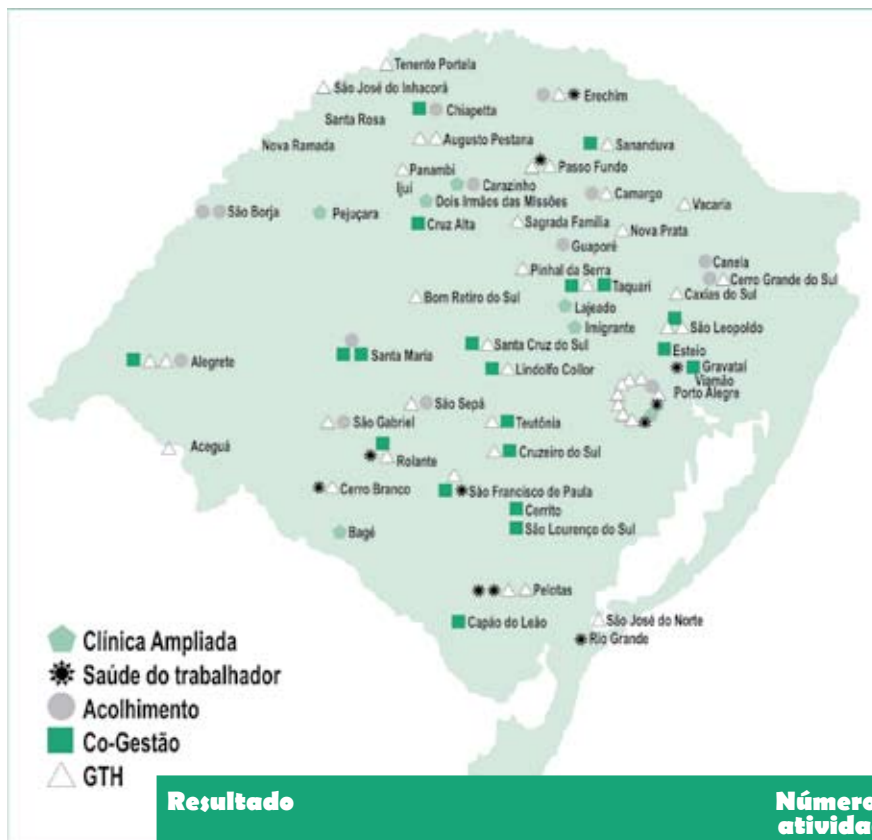 Tenente Portela
São José do Inhacorá
Erechim
Santa Rosa
Chiapetta
Nova Ramada
Augusto Pestana
Sananduva
Panambi
Passo Fundo
Ijuí
Carazinho
Camargo
Dois Irmãos das Missões
Vacaria
São Borja
Pejuçara
Cruz Alta
Sagrada Família
Nova Prata
Guaporé
Canela
Pinhal da Serra
Cerro Grande do Sul
Bom Retiro do Sul
Taquari
Caxias do Sul
Lajeado
Imigrante
São Leopoldo
Santa Maria
Santa Cruz do Sul
Esteio
Alegrete
Lindolfo Collor
Gravataí
Viamão
Porto Alegre
São Sepá
São Gabriel
Teutônia
Aceguá
Rolante
Cruzeiro do Sul
Cerro Branco
São Francisco de Paula
Cerrito
Bagé
São Lourenço do Sul
Pelotas
Capão do Leão
São José do Norte
Rio Grande
Clínica Ampliada
Saúde do trabalhador
Acolhimento
Co-Gestão
GTH
Resultado
Número
ativida